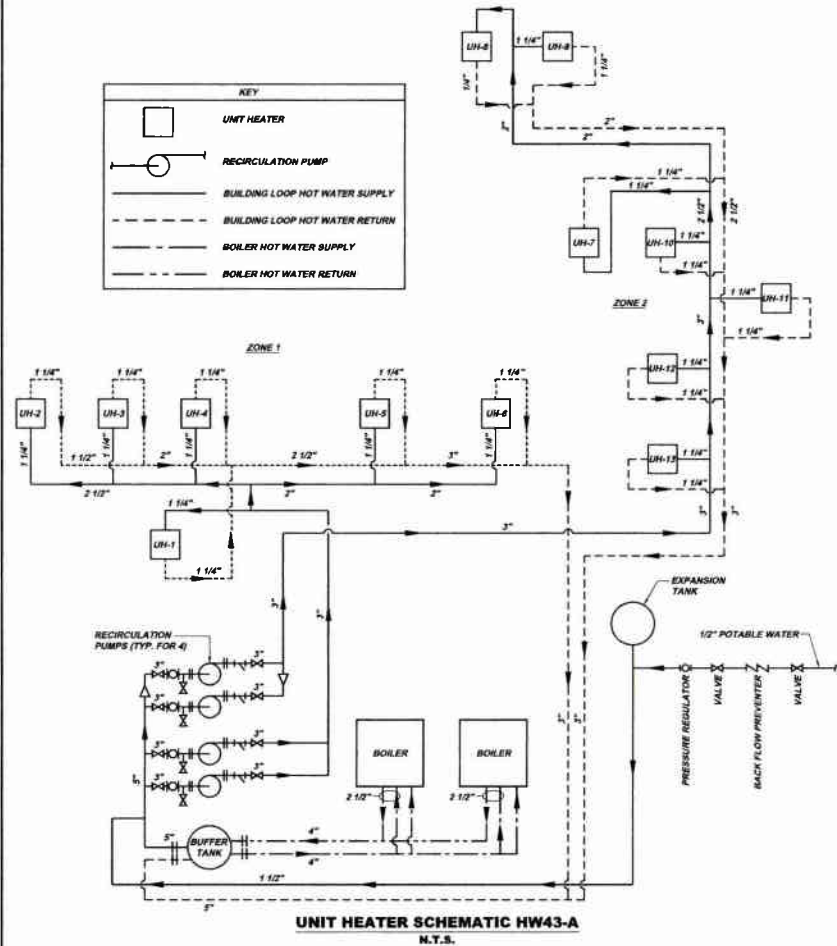 UH-8
1 1/4"
UH-9
1 1/4"
1/4"
2"
2"
2"
KEY
UNIT HEATER
RECIRCULATION PUMP
BUILDING LOOP HOT WATER SUPPLY
BUILDING LOOP HOT WATER RETURN
BOILER HOT WATER SUPPLY
BOILER HOT WATER RETURN
1 1/4"
1 1/4"
2 1/2"
2 1/2"
UH-7
UH-10
1 1/4"
1 1/4"
ZONE 2
1 1/4"
UH-11
3"
1 1/4"
ZONE 1
UH-12
1 1/4"
1 1/4"
1 1/4"
1 1/4"
1 1/4"
1 1/4"
1 1/4"
UH-2
UH-3
UH-4
UH-5
UH-6
1 1/4"
1 1/4"
1 1/4"
1 1/4"
1 1/2"
2"
2 1/2"
3"
2 1/2"
2"
2"
UH-13
1 1/4"
1 1/4"
3"
3"
1 1/4"
UH-1
1 1/4"
3"
3"
3"
EXPANSION
TANK
RECIRCULATION
PUMPS (TYP. FOR 4)
1/2" POTABLE WATER
PRESSURE REGULATOR
VALVE
BACK FLOW PREVENTER
VALVE
3"
3"
3"
3"
3"
3"
3"
3"
5"
3"
3"
BOILER
BOILER
2 1/2"
2 1/2"
5"
BUFFER
TANK
4"
4"
1 1/2"
5"
UNIT HEATER SCHEMATIC HW43-A
N.T.S.